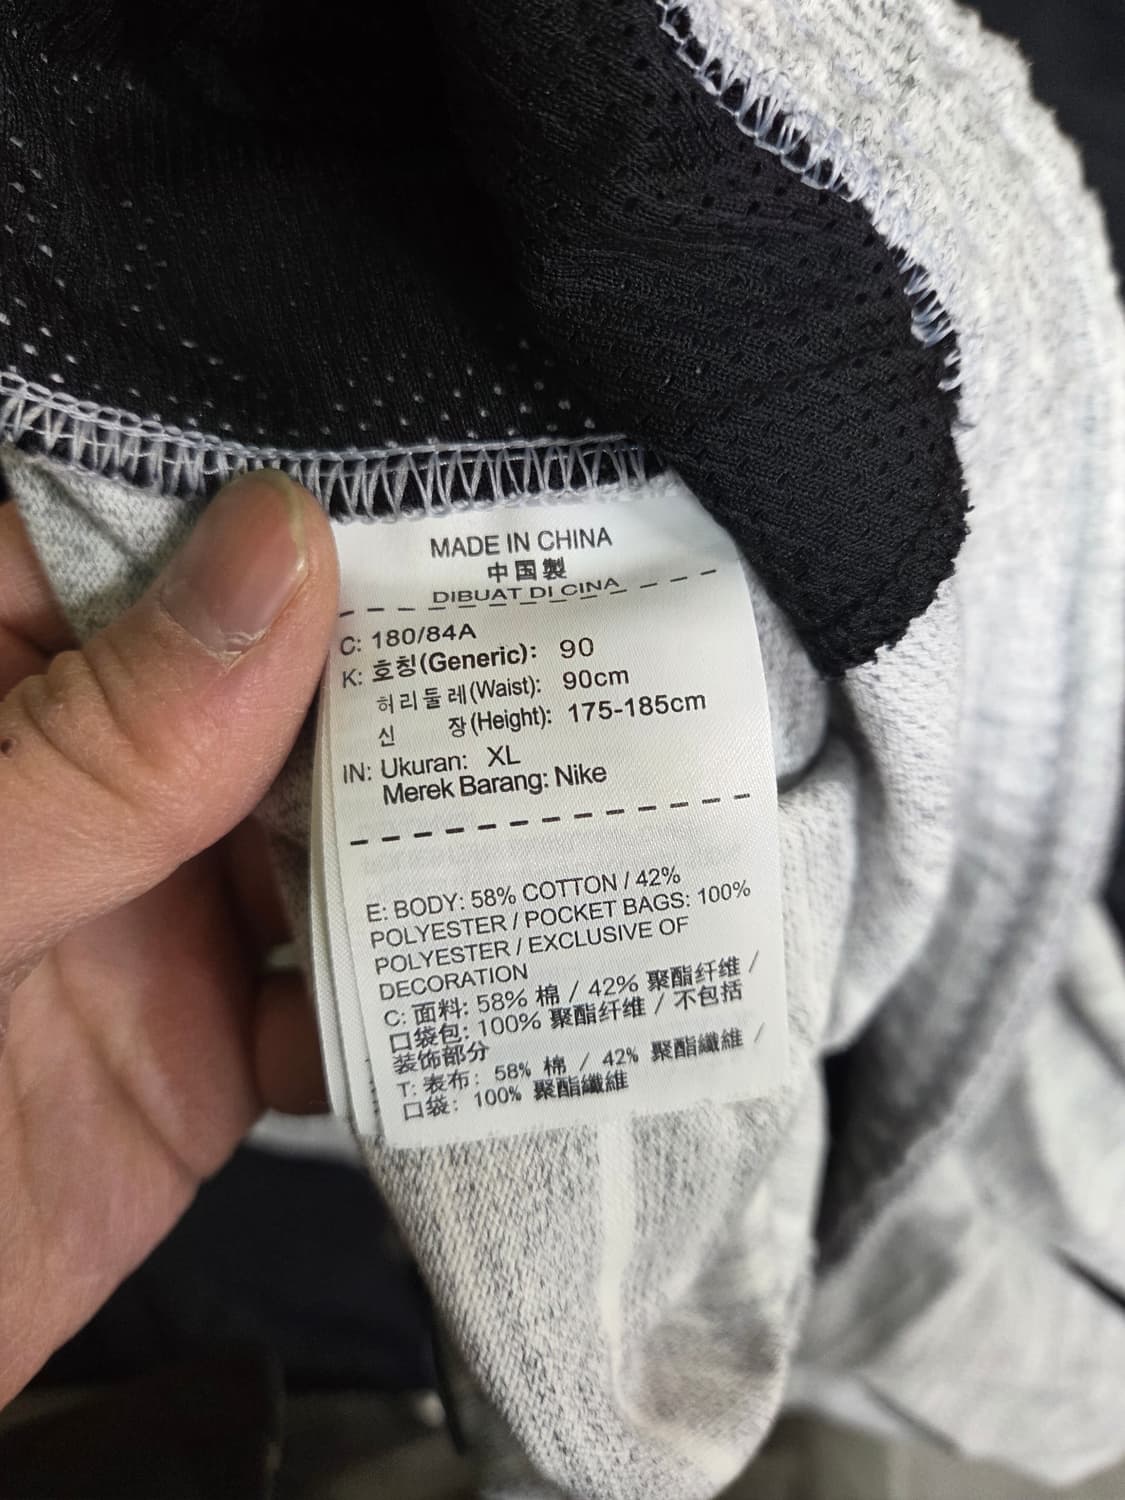 MADE IN CHINA
中国製
DIBUAT DI CINA
C: 180/84A
K: 호칭(Generic): 90
허리둘레(Waist): 90cm
신 장(Height): 175-185cm
IN: Ukuran: XL
Merek Barang: Nike
E: BODY: 58% COTTON / 42%
POLYESTER / POCKET BAGS: 100%
POLYESTER / EXCLUSIVE OF
DECORATION
C: 面料: 58% 棉 / 42% 聚酯纤维 /
口袋包: 100% 聚酯纤维 / 不包括
装饰部分
T: 表布: 58% 棉 / 42% 聚酯纖維 /
口袋: 100% 聚酯纖維